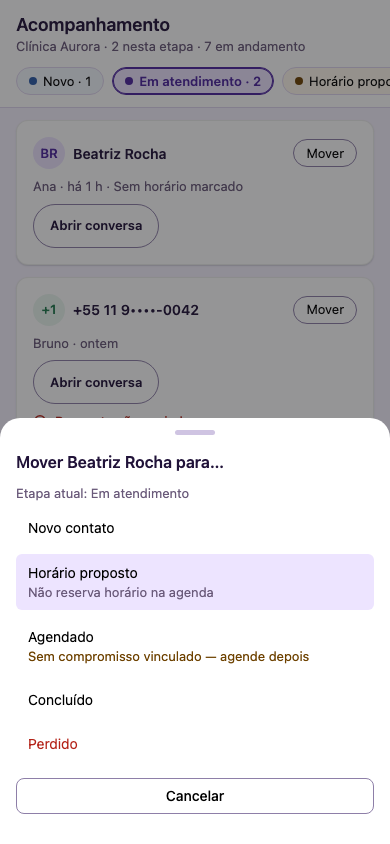 Acompanhamento
Clínica Aurora · 2 nesta etapa · 7 em andamento
Novo · 1
Em atendimento · 2
Horário
BR
Beatriz Rocha
Mover
Ana · há 1 h · Sem horário marcado
Abrir conversa
+1
+55 11 9••••-0042
Mover
Bruno · ontem
Abrir conversa
Mover Beatriz Rocha para...
Etapa atual: Em atendimento
Novo contato
Horário proposto
Não reserva horário na agenda
Agendado
Sem compromisso vinculado — agende depois
Concluído
Perdido
Cancelar